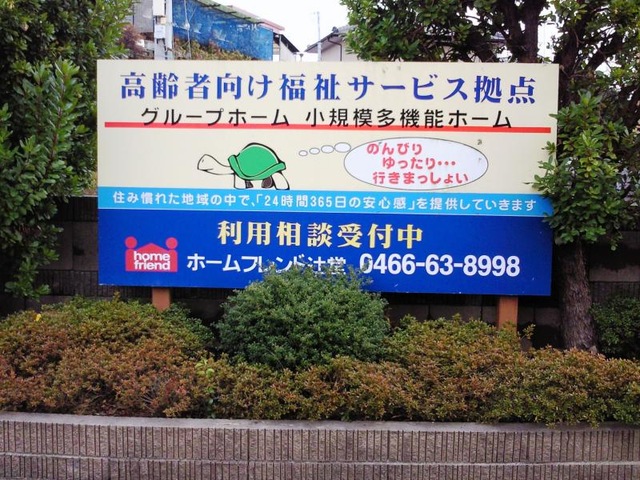 高齢者向け福祉サービス拠点
グループホーム 小規模多機能ホーム
のんびり
ゆったり・・・
行きまっしょい
住み慣れた地域の中で、「24時間365日の安心感」を提供していきます
利用相談受付中
home
friend
ホームフレンド辻堂 0466-63-8998